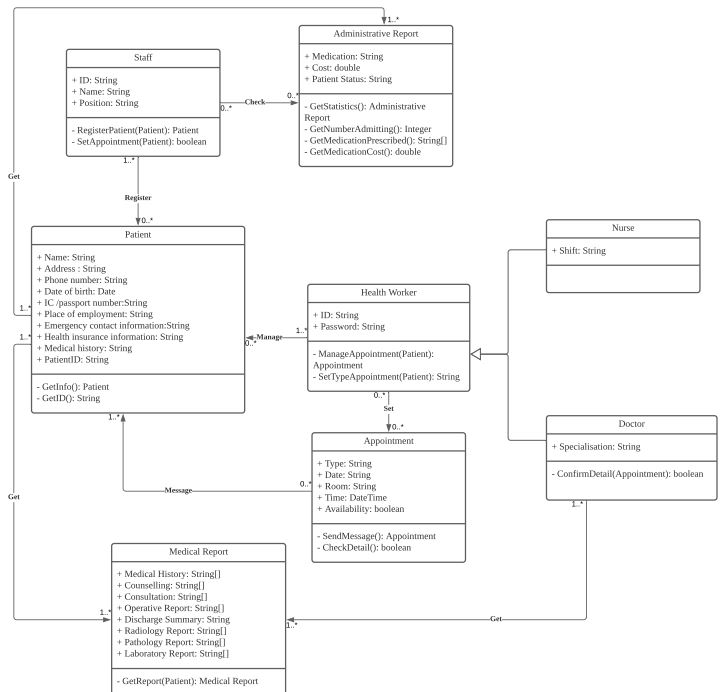 1..*
Administrative Report
+ Medication: String
+ Cost: double
+ Patient Status: String
- GetStatistics(): Administrative
Report
- GetNumberAdmitting(): Integer
- GetMedicationPrescribed(): String[]
- GetMedicationCost(): double
Staff
+ ID: String
+ Name: String
+ Position: String
- RegisterPatient(Patient): Patient
- SetAppointment(Patient): boolean
0..*
Check
0..*
1..*
Register
0..*
Get
1..*
Patient
+ Name: String
+ Address : String
+ Phone number: String
+ Date of birth: Date
+ IC /passport number:String
+ Place of employment: String
+ Emergency contact information:String
+ Health insurance information: String
+ Medical history: String
+ PatientID: String
- GetInfo(): Patient
- GetID(): String
1..*
1..*
0..*
Manage
1..*
Health Worker
+ ID: String
+ Password: String
- ManageAppointment(Patient):
Appointment
- SetTypeAppointment(Patient): String
Nurse
+ Shift: String
0..*
Set
0..*
Appointment
+ Type: String
+ Date: String
+ Room: String
+ Time: DateTime
+ Availability: boolean
- SendMessage(): Appointment
- CheckDetail(): boolean
Doctor
+ Specialisation: String
- ConfirmDetail(Appointment): boolean
1..*
Message
0..*
Get
1..*
Medical Report
+ Medical History: String[]
+ Counselling: String[]
+ Consultation: String[]
+ Operative Report: String[]
+ Discharge Summary: String
+ Radiology Report: String[]
+ Pathology Report: String[]
+ Laboratory Report: String[]
- GetReport(Patient): Medical Report
1..*
Get
1..*